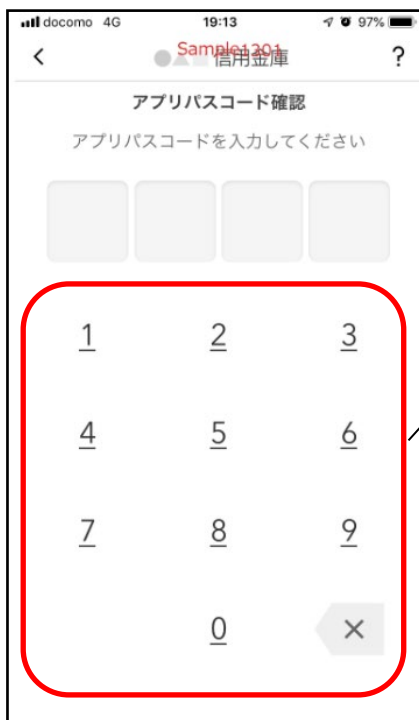 docomo 4G 19:13 97%
Sample1201
●▲■信用金庫 ?
アプリパスコード確認
アプリパスコードを入力してください
1 2 3
4 5 6
7 8 9
0 ×